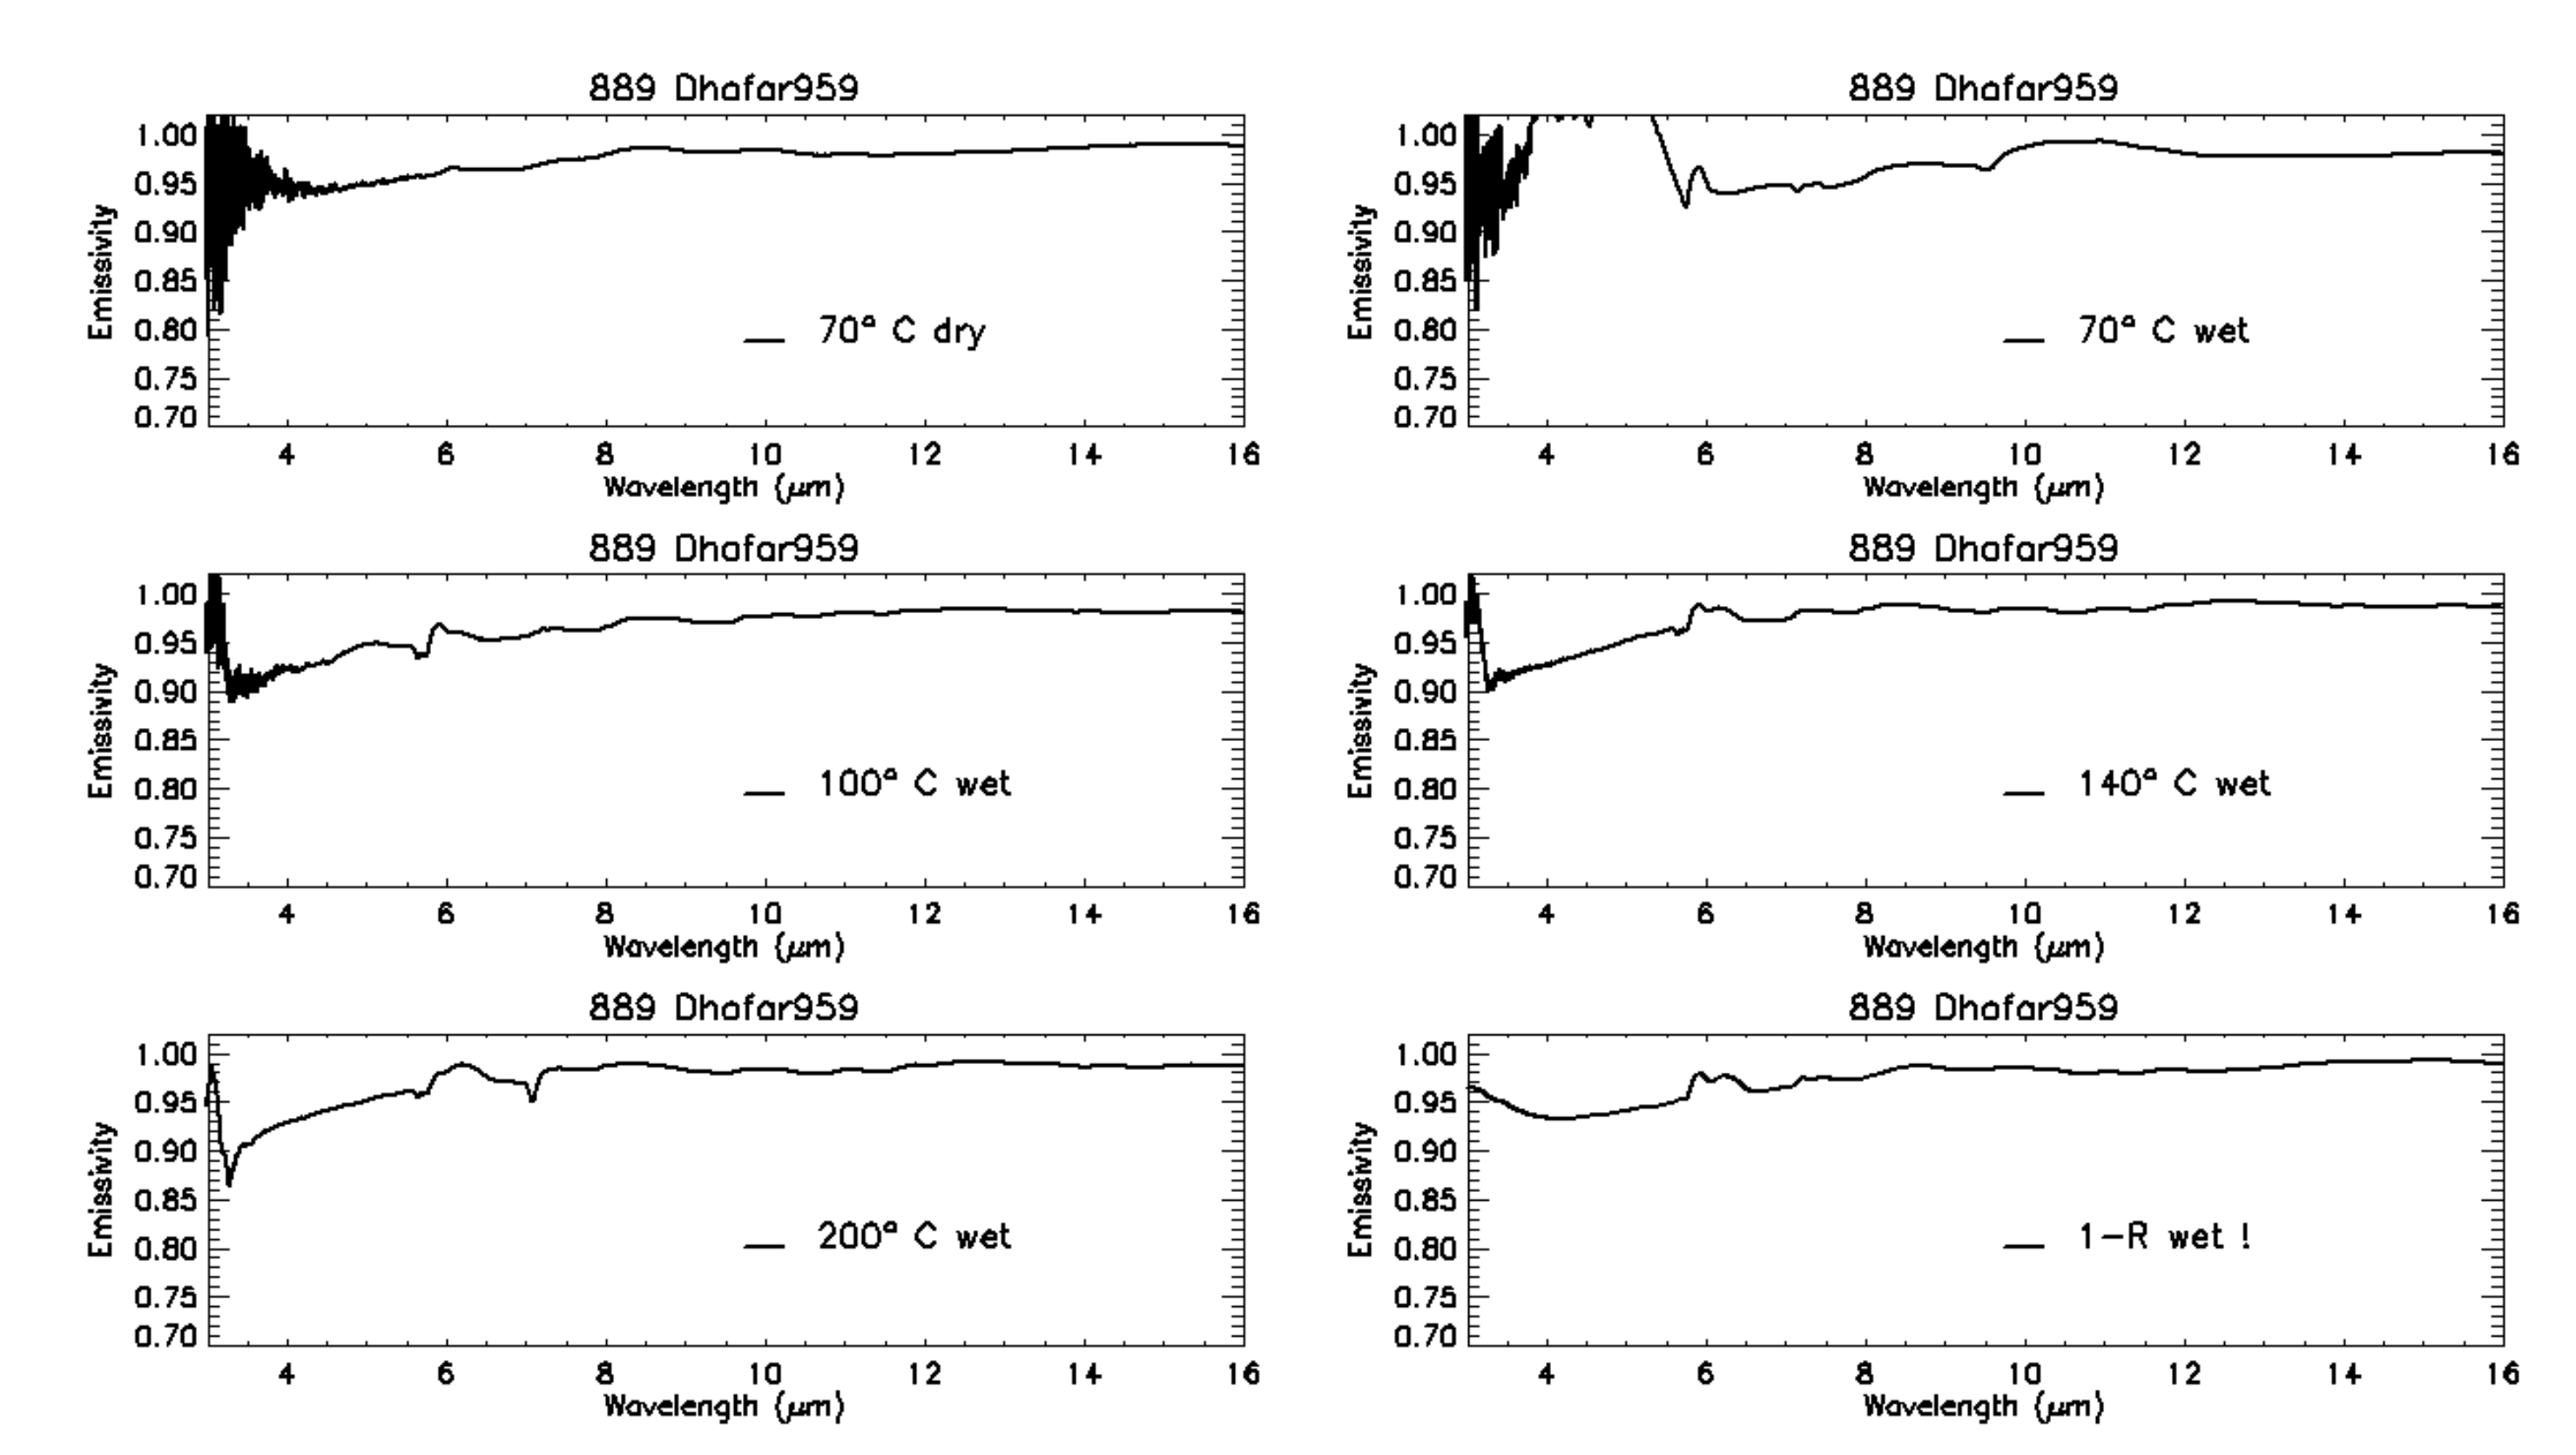 889 Dhofar959
1.00
0.95
0.90
0.85
0.80
0.75
0.70
Emissivity
70° C dry
4 6 8 10 12 14 16
Wavelength (μm)
889 Dhofar959
1.00
0.95
0.90
0.85
0.80
0.75
0.70
Emissivity
70° C wet
4 6 8 10 12 14 16
Wavelength (μm)
889 Dhofar959
1.00
0.95
0.90
0.85
0.80
0.75
0.70
Emissivity
100° C wet
4 6 8 10 12 14 16
Wavelength (μm)
889 Dhofar959
1.00
0.95
0.90
0.85
0.80
0.75
0.70
Emissivity
140° C wet
4 6 8 10 12 14 16
Wavelength (μm)
889 Dhofar959
1.00
0.95
0.90
0.85
0.80
0.75
0.70
Emissivity
200° C wet
4 6 8 10 12 14 16
Wavelength (μm)
889 Dhofar959
1.00
0.95
0.90
0.85
0.80
0.75
0.70
Emissivity
1-R wet !
4 6 8 10 12 14 16
Wavelength (μm)